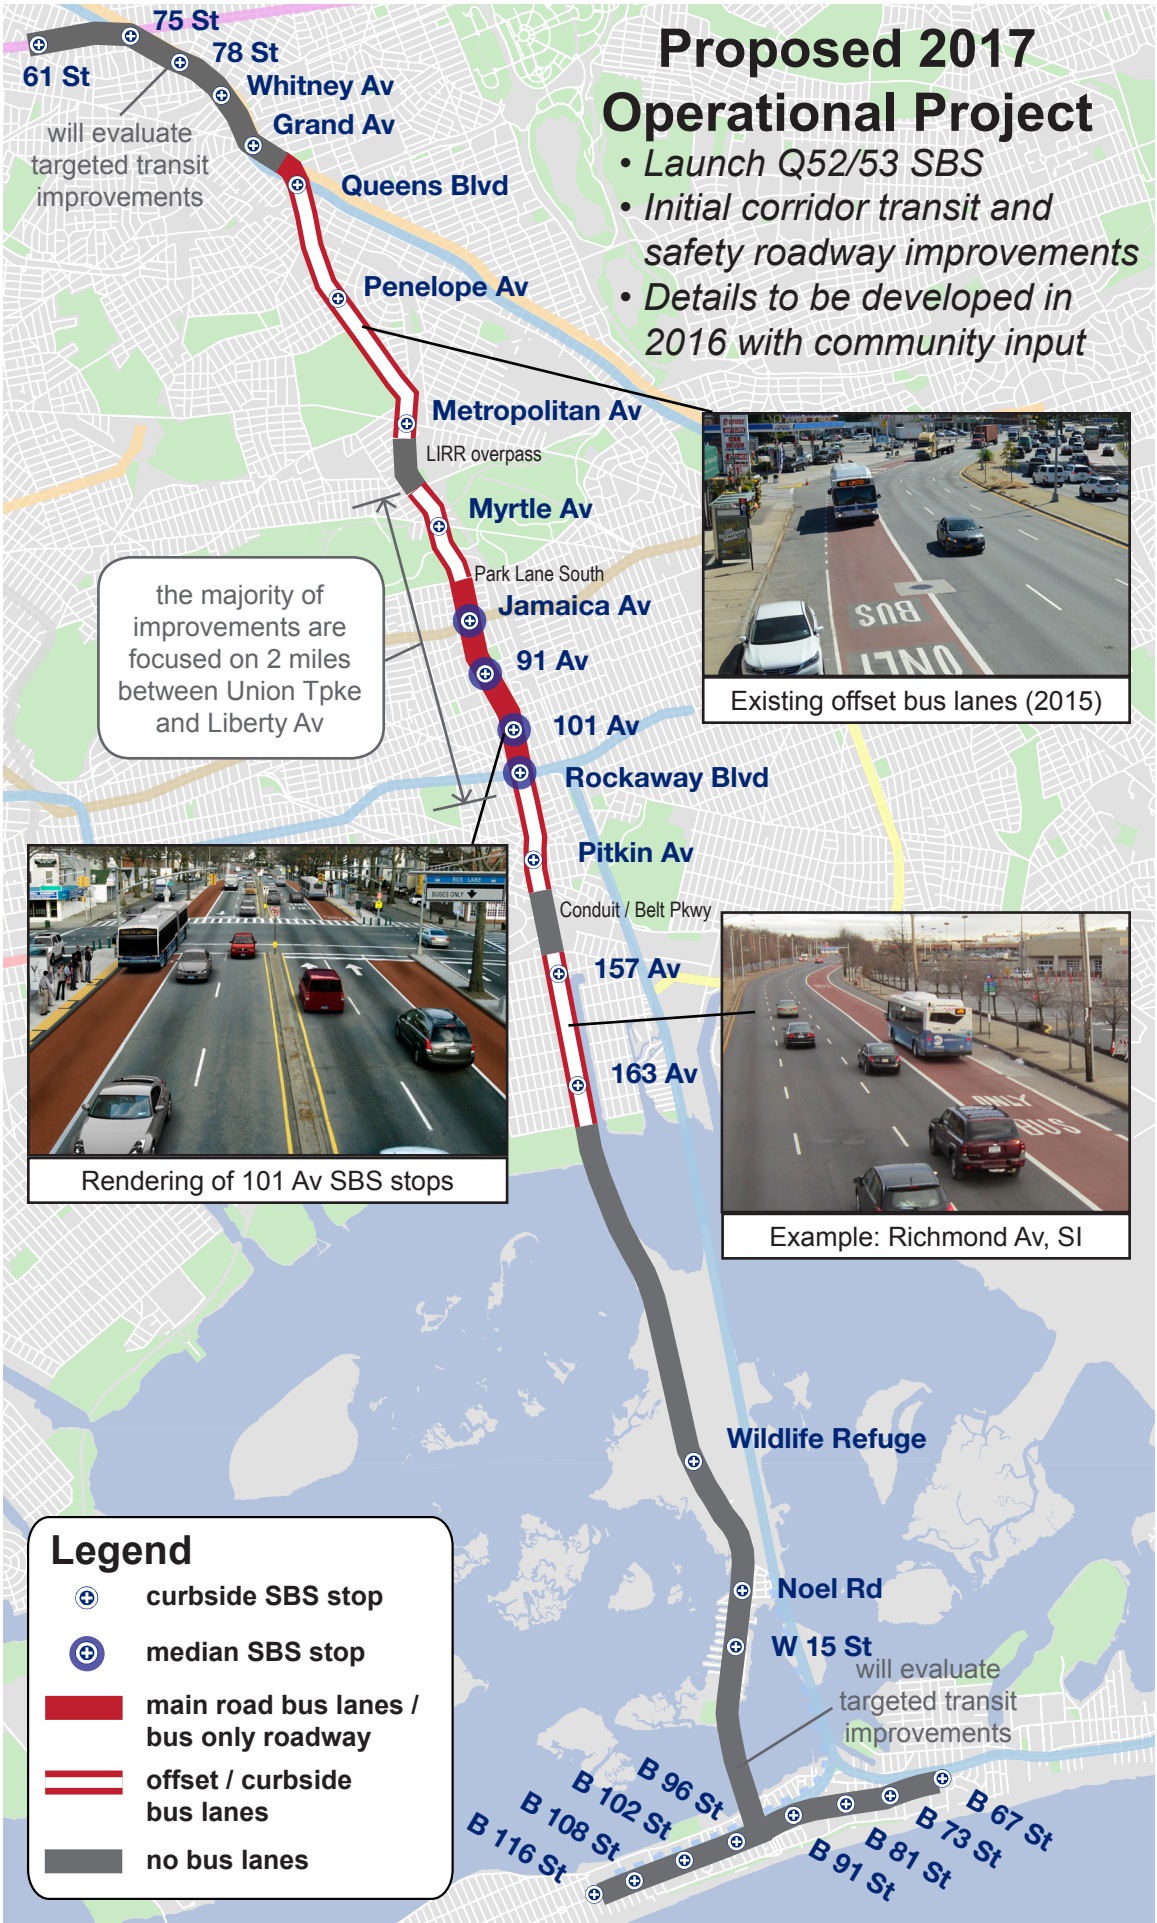 Proposed 2017
Operational Project
• Launch Q52/53 SBS
• Initial corridor transit and
safety roadway improvements
• Details to be developed in
2016 with community input
75 St
61 St
78 St
Whitney Av
Grand Av
will evaluate
targeted transit
improvements
Queens Blvd
Penelope Av
Metropolitan Av
LIRR overpass
Myrtle Av
Park Lane South
Jamaica Av
the majority of
improvements are
focused on 2 miles
between Union Tpke
and Liberty Av
91 Av
101 Av
Rockaway Blvd
BUS
ONLY
Existing offset bus lanes (2015)
Pitkin Av
Conduit / Belt Pkwy
BUS LANE
BUSES ONLY
Rendering of 101 Av SBS stops
157 Av
163 Av
ONLY
BUS
Example: Richmond Av, SI
Wildlife Refuge
Noel Rd
W 15 St
will evaluate
targeted transit
improvements
B 96 St
B 102 St
B 108 St
B 116 St
B 67 St
B 73 St
B 81 St
B 91 St
Legend
curbside SBS stop
median SBS stop
main road bus lanes /
bus only roadway
offset / curbside
bus lanes
no bus lanes